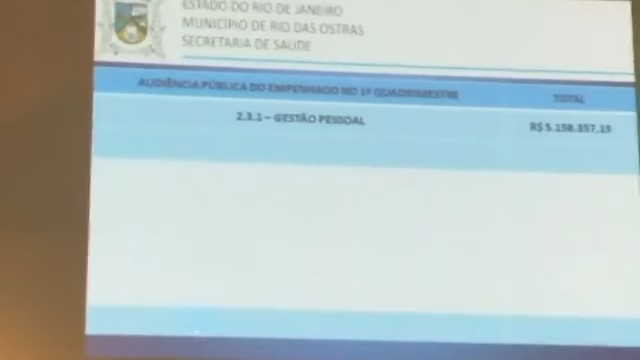 ESTADO DO RIO DE JANEIRO
MUNICÍPIO DE RIO DAS OSTRAS
SECRETARIA DE SAÚDE
AUDIÊNCIA PÚBLICA DO EMPENHADO NO 1º QUADRIMESTRE TOTAL
2.3.1 – GESTÃO PESSOAL R$ 5.158.357,15